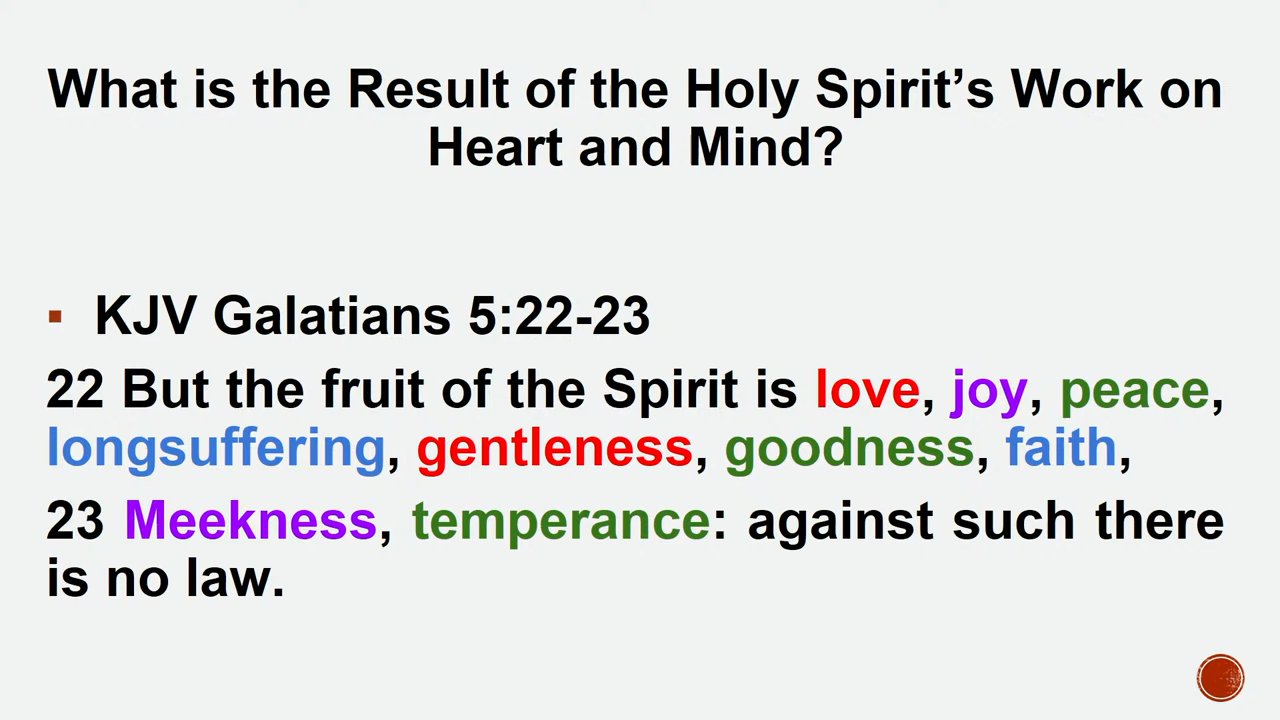 What is the Result of the Holy Spirit’s Work on
Heart and Mind?
▪ KJV Galatians 5:22-23
22 But the fruit of the Spirit is love, joy, peace,
longsuffering, gentleness, goodness, faith,
23 Meekness, temperance: against such there
is no law.